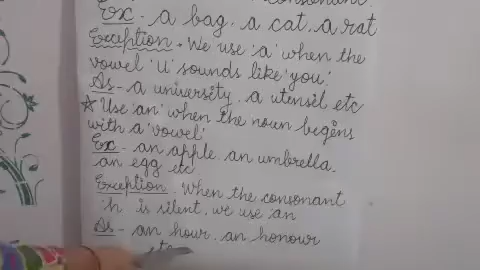 consonant.
Ex - a bag. a cat. a rat
Exception - We use 'a' when the
vowel 'U' sounds like 'you'
As - a university. a utensil etc
☆ Use 'an' when the noun begins
with a 'vowel'
Ex - an apple. an umbrella.
an egg etc
Exception. When the consonant
'h is silent. we use 'an
As - an hour. an honour
etc